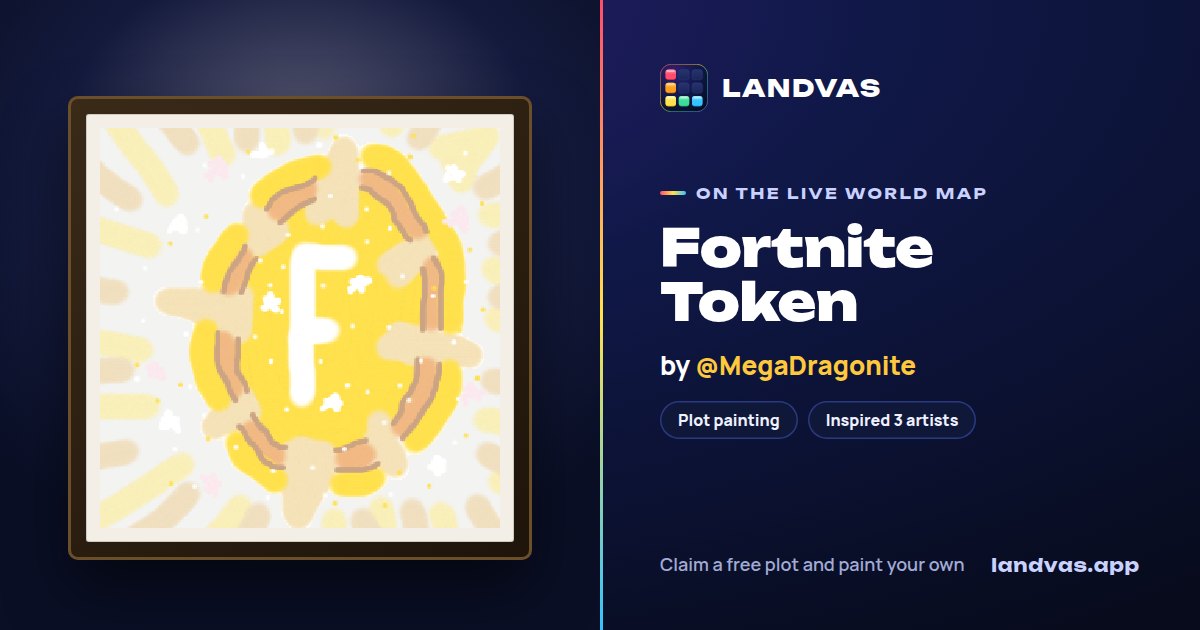 F
LANDVAS
ON THE LIVE WORLD MAP
Fortnite
Token
by @MegaDragonite
Plot painting
Inspired 3 artists
Claim a free plot and paint your own
landvas.app